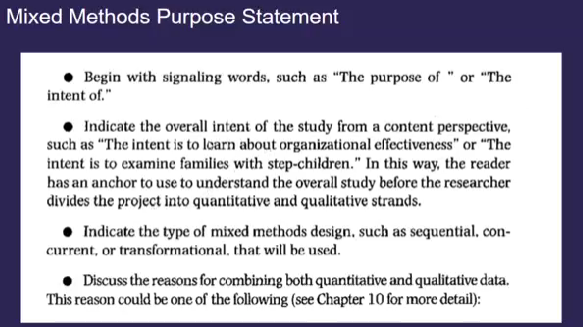 Mixed Methods Purpose Statement
● Begin with signaling words, such as “The purpose of ” or “The
intent of.”
● Indicate the overall intent of the study from a content perspective,
such as “The intent is to learn about organizational effectiveness” or “The
intent is to examine families with step-children.” In this way, the reader
has an anchor to use to understand the overall study before the researcher
divides the project into quantitative and qualitative strands.
● Indicate the type of mixed methods design, such as sequential, con-
current, or transformational, that will be used.
● Discuss the reasons for combining both quantitative and qualitative data.
This reason could be one of the following (see Chapter 10 for more detail):